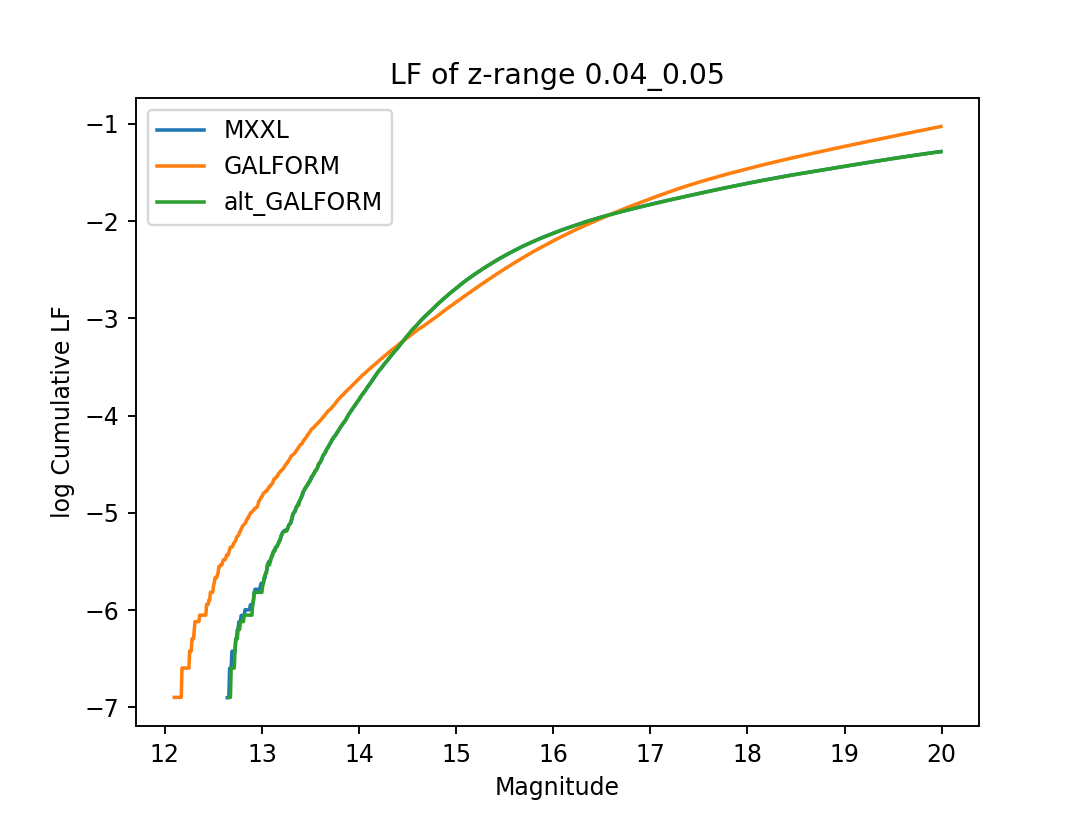 LF of z-range 0.04_0.05
MXXL
GALFORM
alt_GALFORM
log Cumulative LF
−1
−2
−3
−4
−5
−6
−7
12 13 14 15 16 17 18 19 20
Magnitude